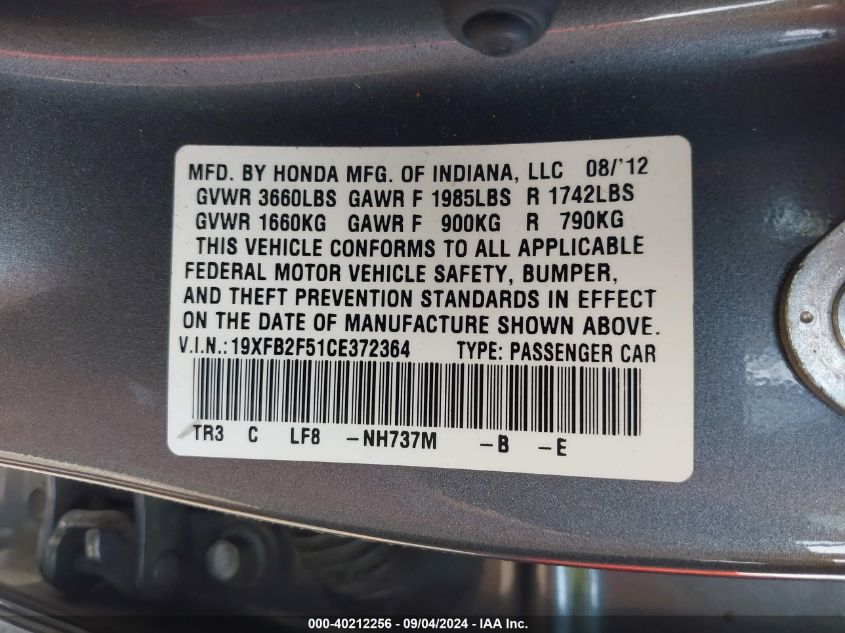 MFD. BY HONDA MFG. OF INDIANA, LLC 08/'12
GVWR 3660LBS GAWR F 1985LBS R 1742LBS
GVWR 1660KG GAWR F 900KG R 790KG
THIS VEHICLE CONFORMS TO ALL APPLICABLE
FEDERAL MOTOR VEHICLE SAFETY, BUMPER,
AND THEFT PREVENTION STANDARDS IN EFFECT
ON THE DATE OF MANUFACTURE SHOWN ABOVE.
V.I.N.:19XFB2F51CE372364 TYPE: PASSENGER CAR
TR3 C LF8 -NH737M -B -E
000-40212256 - 09/04/2024 - IAA Inc.